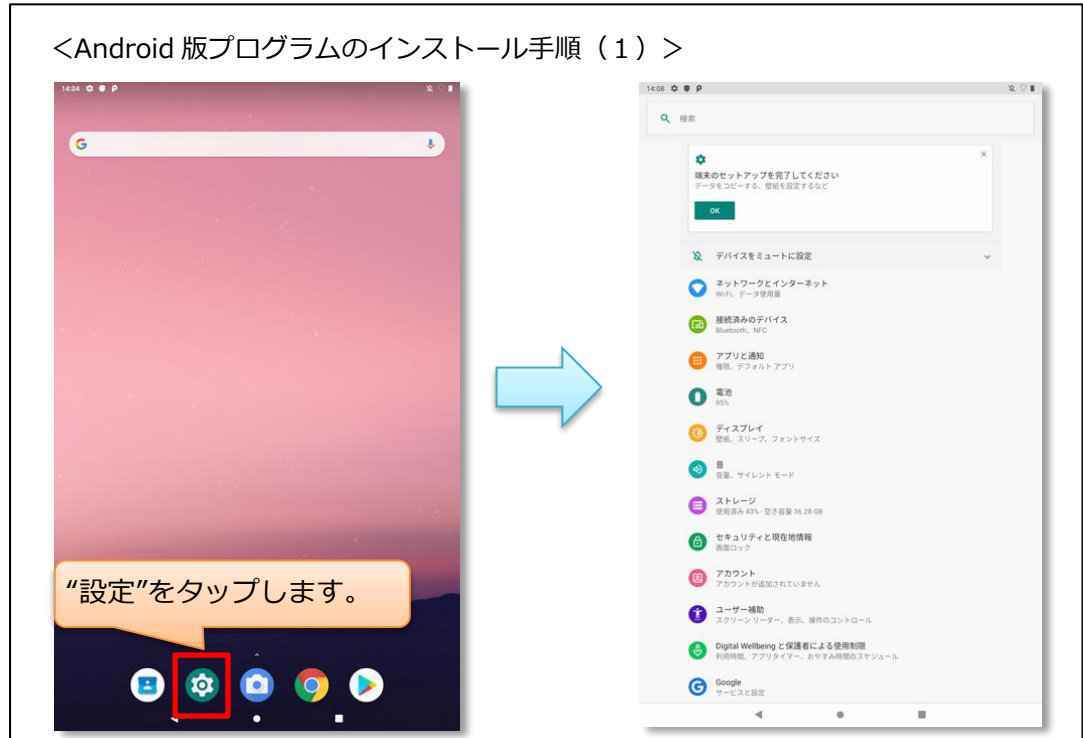 ＜Android 版プログラムのインストール手順（１）＞
14:04
G
“設定”をタップします。
14:08
検索
端末のセットアップを完了してください
データをコピーする、壁紙を設定するなど
OK
デバイスをミュートに設定
ネットワークとインターネット
Wi-Fi、データ使用量
接続済みのデバイス
Bluetooth、NFC
アプリと通知
権限、デフォルト アプリ
電池
95%
ディスプレイ
壁紙、スリープ、フォントサイズ
音
音量、サイレント モード
ストレージ
使用済み 43% - 空き容量 36.28 GB
セキュリティと現在地情報
画面ロック
アカウント
アカウントが追加されていません
ユーザー補助
スクリーン リーダー、表示、操作のコントロール
Digital Wellbeing と保護者による使用制限
利用時間、アプリタイマー、おやすみ時間のスケジュール
Google
サービスと設定